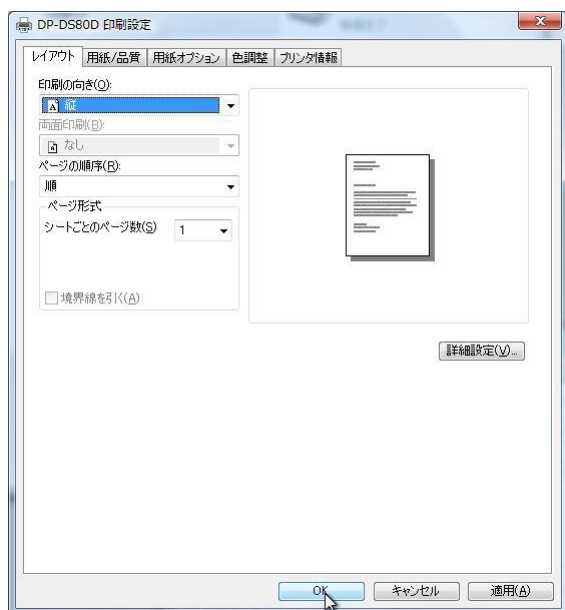 DP-DS80D 印刷設定
レイアウト 用紙/品質 用紙オプション 色調整 プリンタ情報
印刷の向き(O):
縦
両面印刷(B):
なし
ページの順序(R):
順
ページ形式
シートごとのページ数(S) 1
境界線を引く(A)
詳細設定(V)...
OK キャンセル 適用(A)